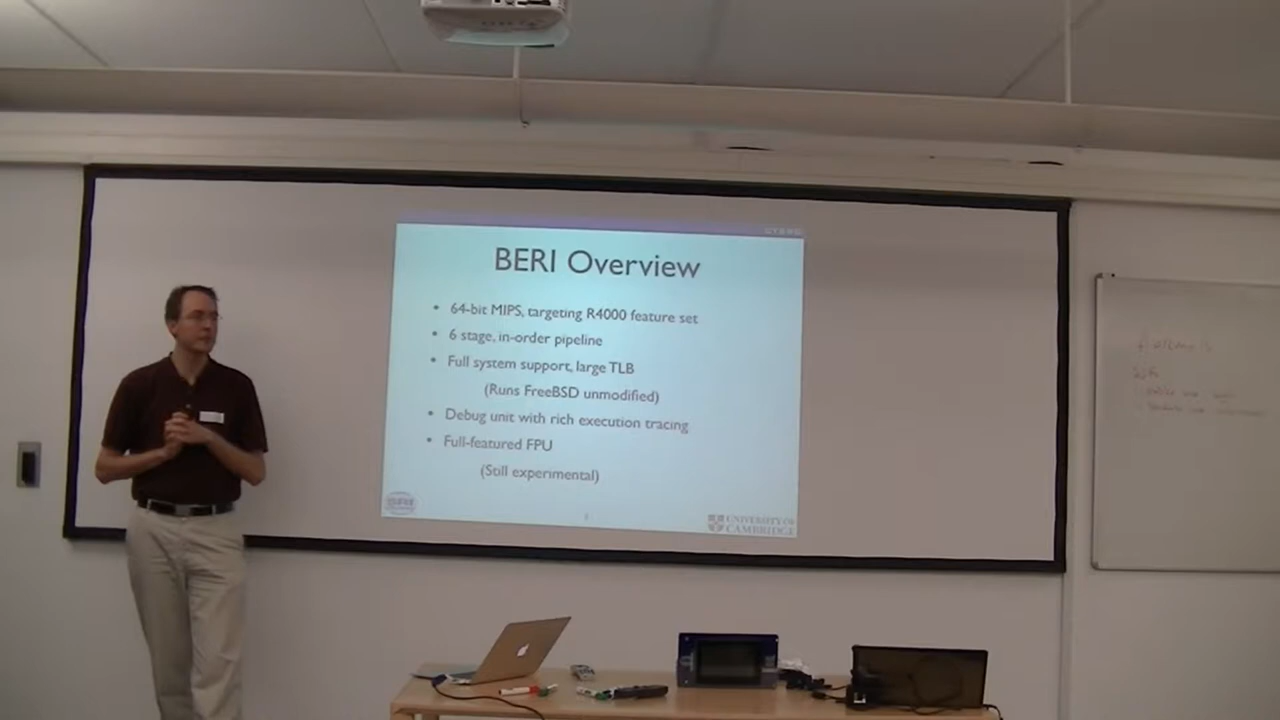 BERI Overview
• 64-bit MIPS, targeting R4000 feature set
• 6 stage, in-order pipeline
• Full system support, large TLB
(Runs FreeBSD unmodified)
• Debug unit with rich execution tracing
• Full-featured FPU
(Still experimental)
UNIVERSITY OF
CAMBRIDGE